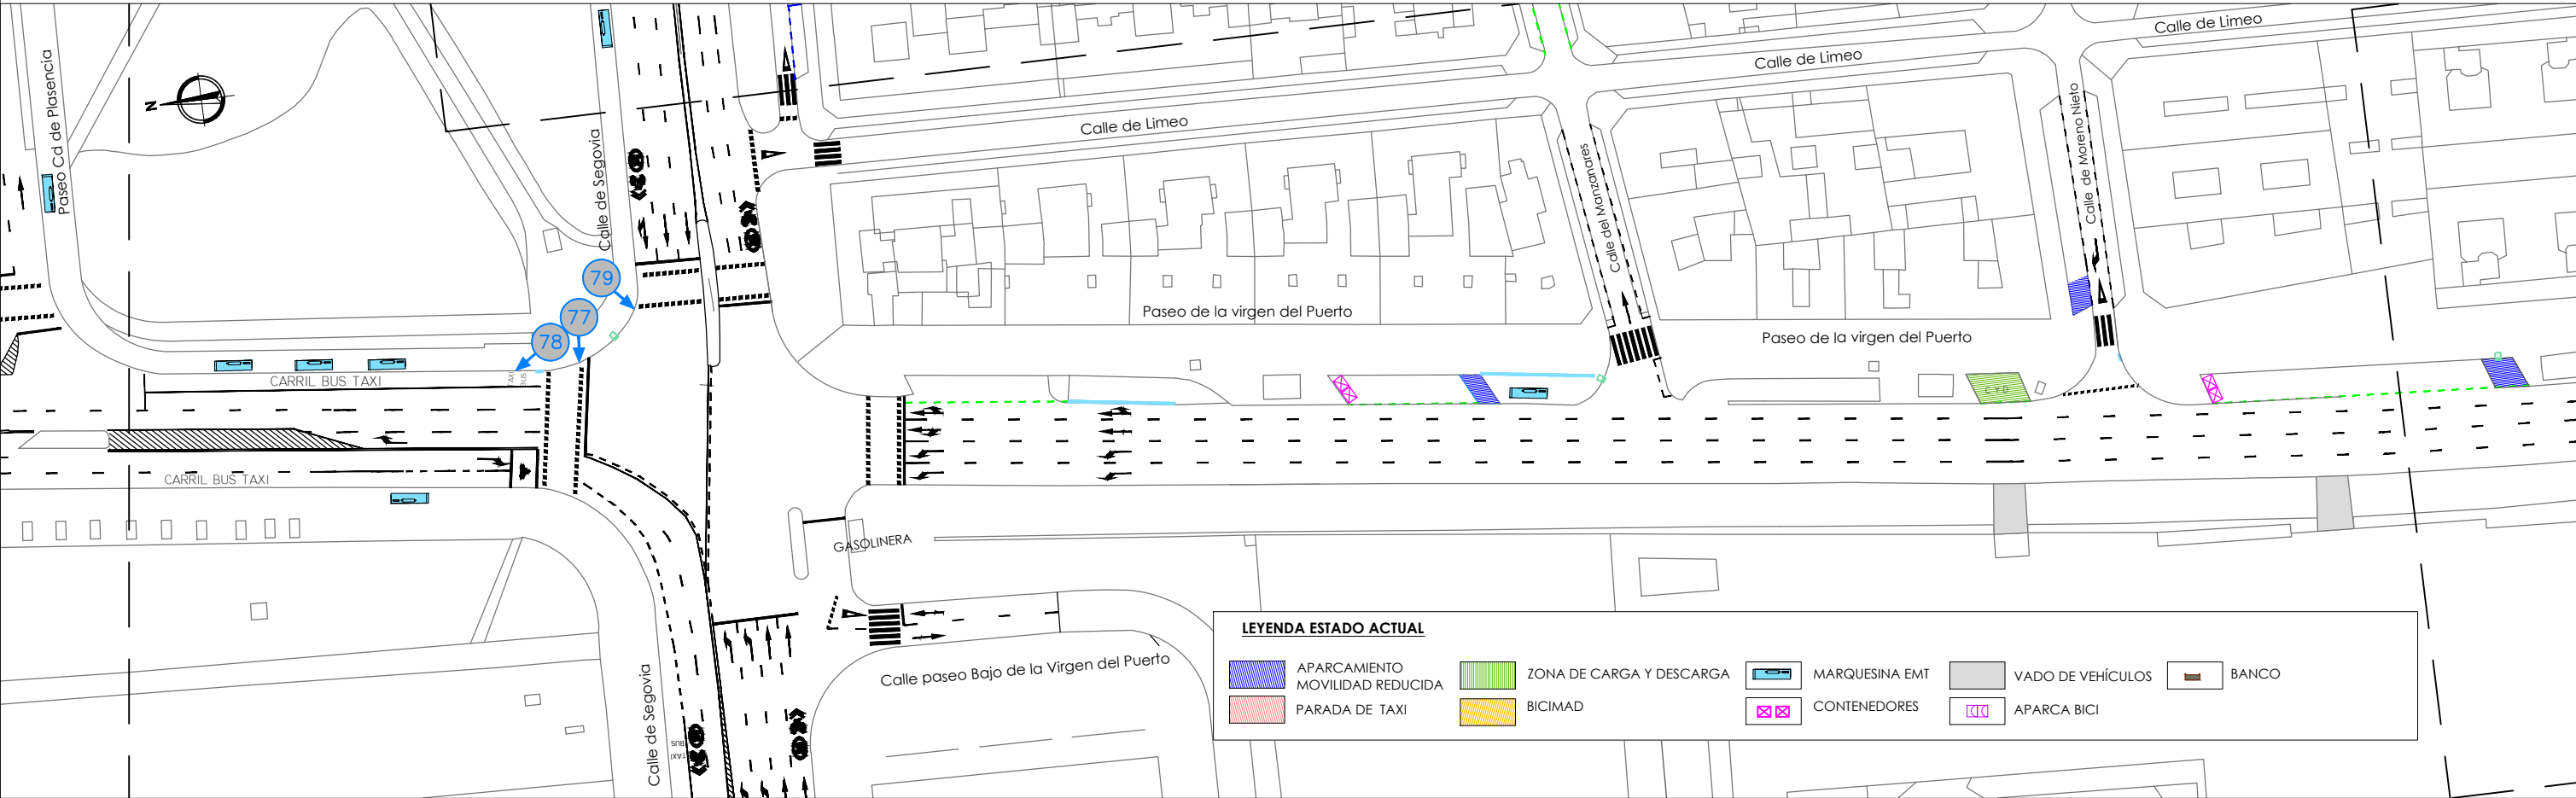 Calle de Limeo
Calle de Limeo
Calle de Limeo
Paseo Cd de Plasencia
N
Calle de Segovia
Calle del Manzanares
Calle de Moreno Nieto
79
77
78
Paseo de la virgen del Puerto
Paseo de la virgen del Puerto
CARRIL BUS TAXI
TAXI
BUS
C Y D
CARRIL BUS TAXI
GASOLINERA
Calle paseo Bajo de la Virgen del Puerto
Calle de Segovia
BUS
TAXI
LEYENDA ESTADO ACTUAL
APARCAMIENTO
MOVILIDAD REDUCIDA
ZONA DE CARGA Y DESCARGA
MARQUESINA EMT
VADO DE VEHÍCULOS
BANCO
PARADA DE TAXI
BICIMAD
CONTENEDORES
APARCA BICI